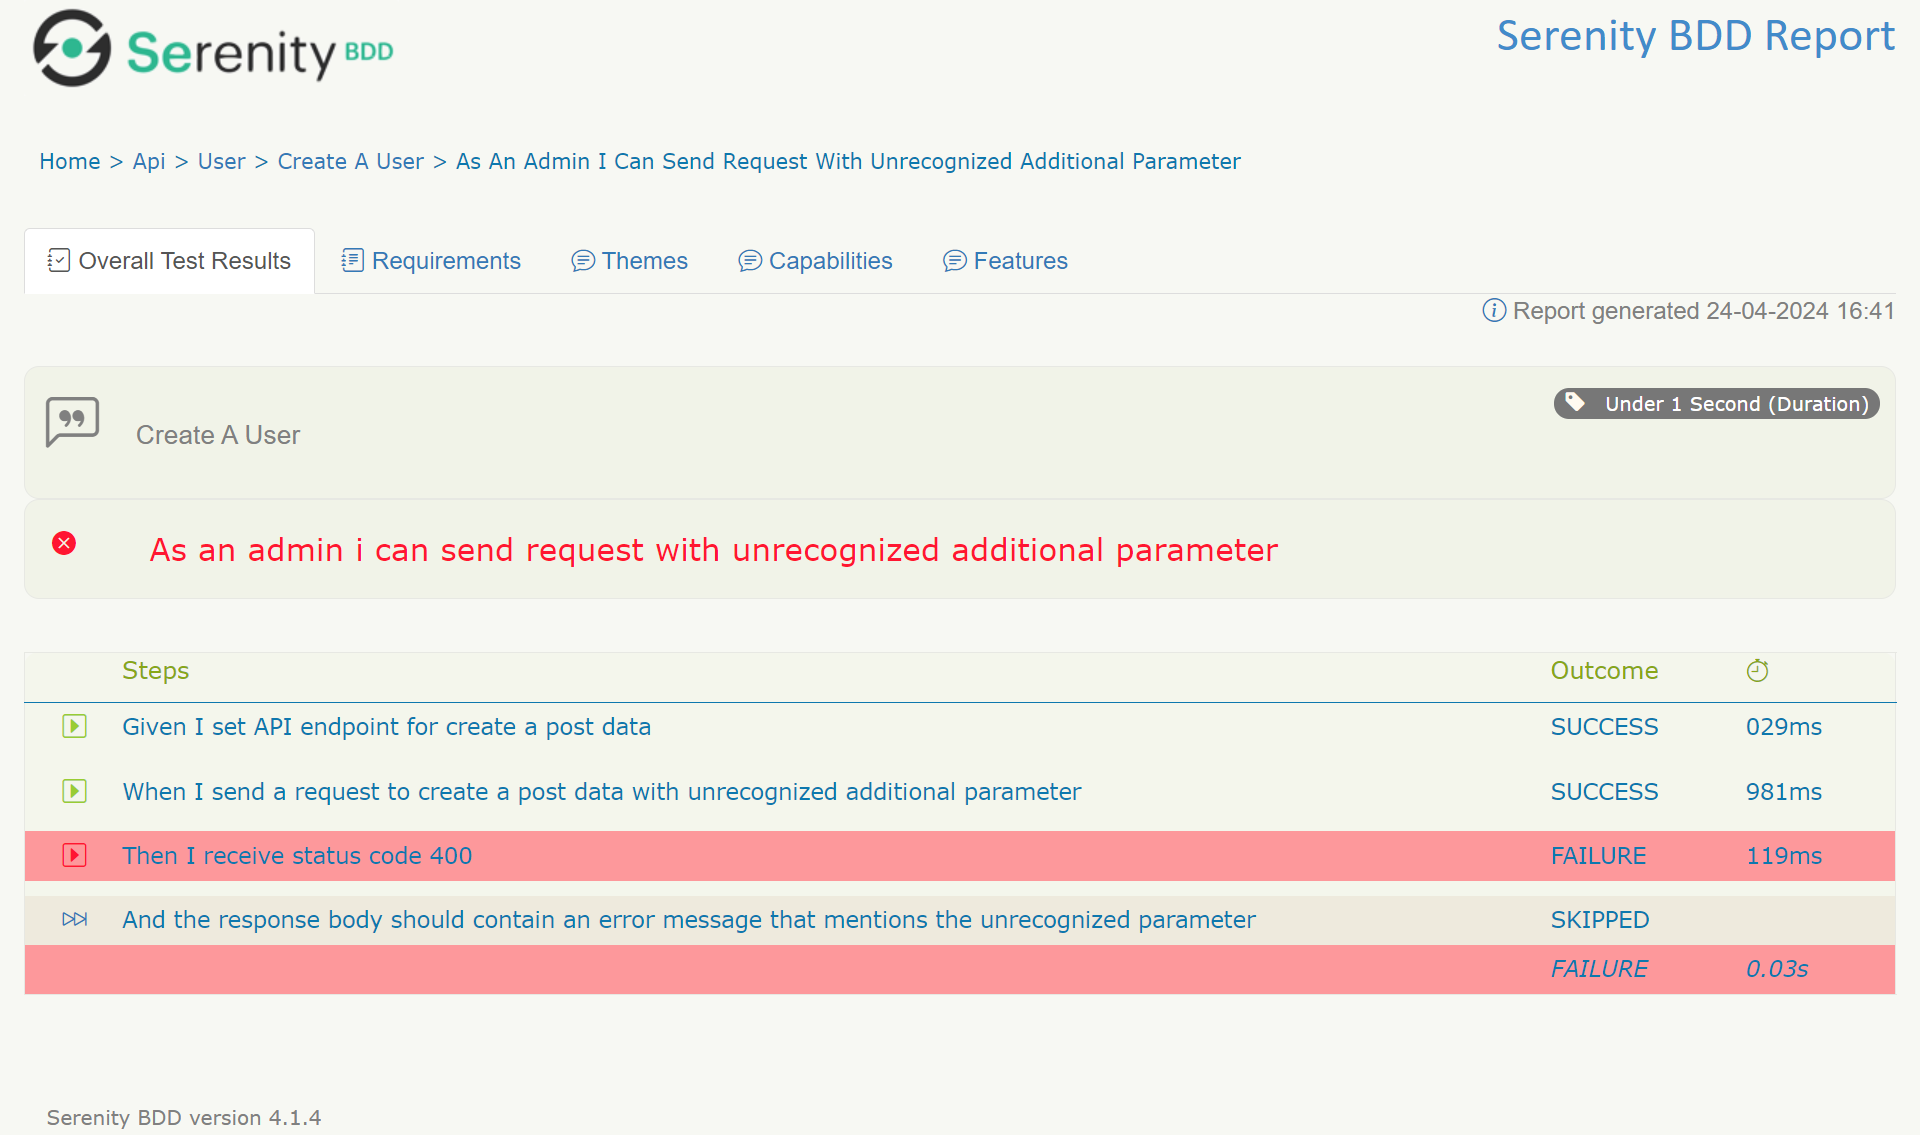 Serenity BDD
Serenity BDD Report
Home > Api > User > Create A User > As An Admin I Can Send Request With Unrecognized Additional Parameter
Overall Test Results Requirements Themes Capabilities Features
Report generated 24-04-2024 16:41
Under 1 Second (Duration)
Create A User
As an admin i can send request with unrecognized additional parameter
Steps Outcome
Given I set API endpoint for create a post data SUCCESS 029ms
When I send a request to create a post data with unrecognized additional parameter SUCCESS 981ms
Then I receive status code 400 FAILURE 119ms
And the response body should contain an error message that mentions the unrecognized parameter SKIPPED
FAILURE 0.03s
Serenity BDD version 4.1.4